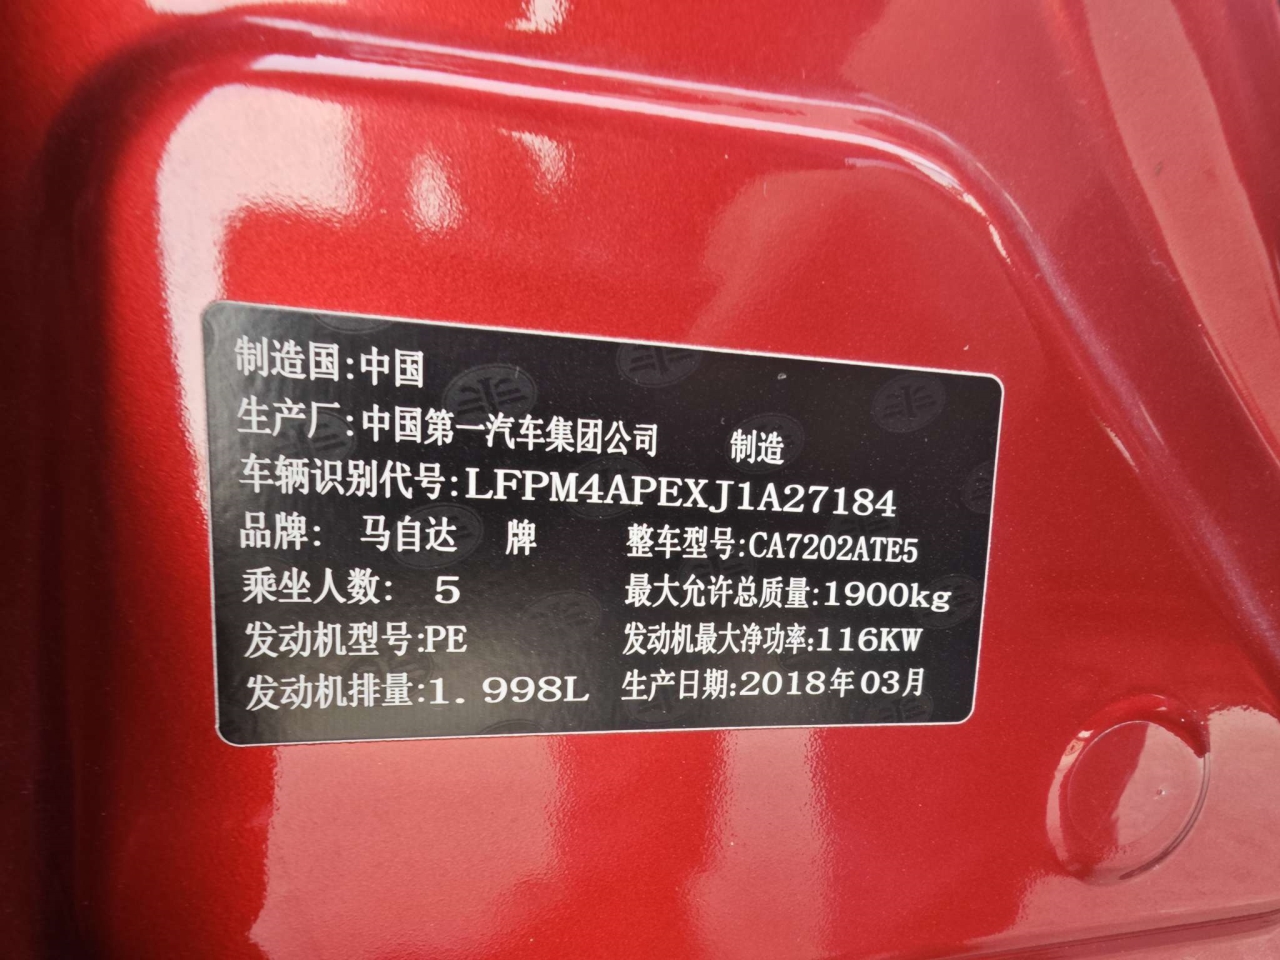 制造国:中国
生产厂:中国第一汽车集团公司 制造
车辆识别代号:LFPM4APEXJ1A27184
品牌: 马自达 牌 整车型号:CA7202ATE5
乘坐人数: 5 最大允许总质量:1900kg
发动机型号:PE 发动机最大净功率:116KW
发动机排量:1. 998L 生产日期:2018年03月